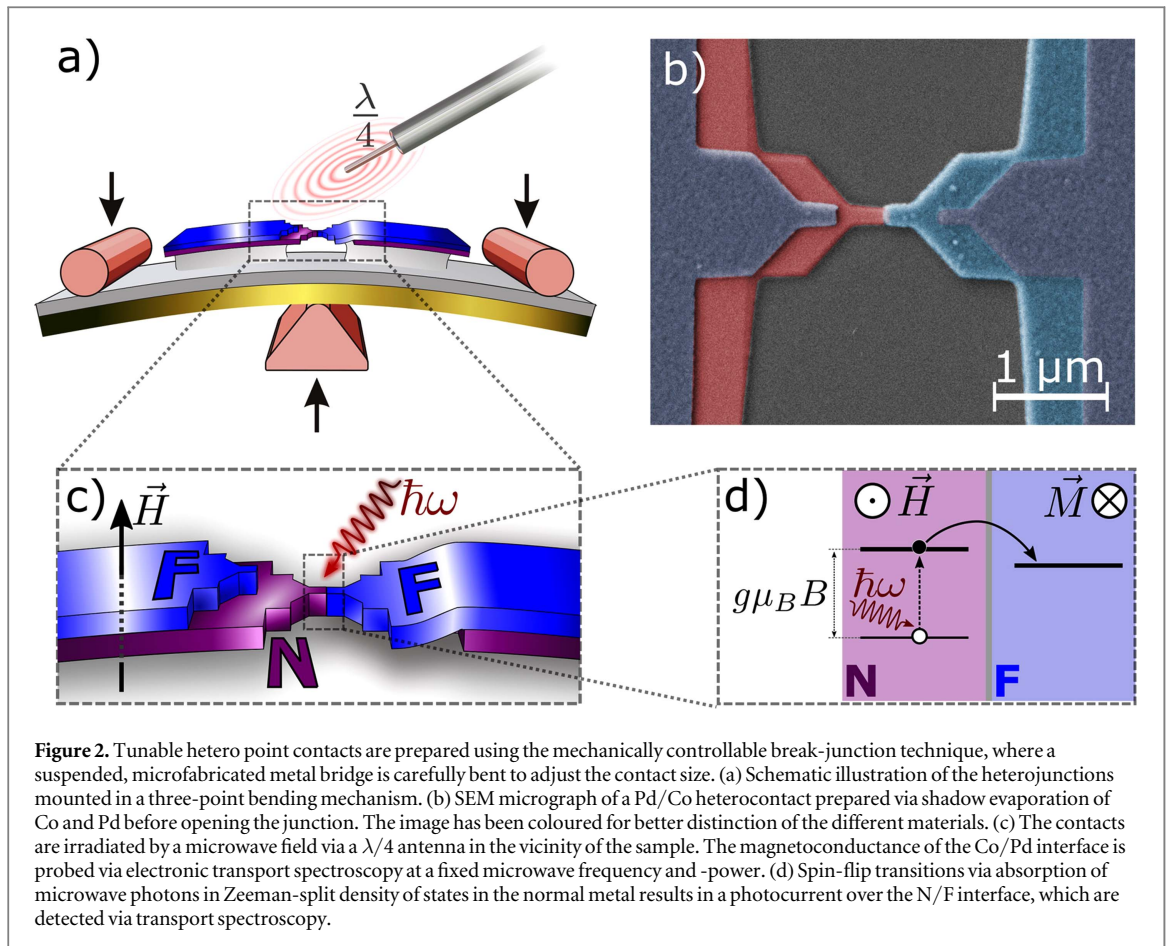 a)
λ/4
b)
1 μm
c)
H⃗
ħω
F
F
N
d)
H⃗
M⃗
gμ_B B
ħω
N
F
Figure 2. Tunable hetero point contacts are prepared using the mechanically controllable break-junction technique, where a
suspended, microfabricated metal bridge is carefully bent to adjust the contact size. (a) Schematic illustration of the heterojunctions
mounted in a three-point bending mechanism. (b) SEM micrograph of a Pd/Co heterocontact prepared via shadow evaporation of
Co and Pd before opening the junction. The image has been coloured for better distinction of the different materials. (c) The contacts
are irradiated by a microwave field via a λ/4 antenna in the vicinity of the sample. The magnetoconductance of the Co/Pd interface is
probed via electronic transport spectroscopy at a fixed microwave frequency and -power. (d) Spin-flip transitions via absorption of
microwave photons in Zeeman-split density of states in the normal metal results in a photocurrent over the N/F interface, which are
detected via transport spectroscopy.